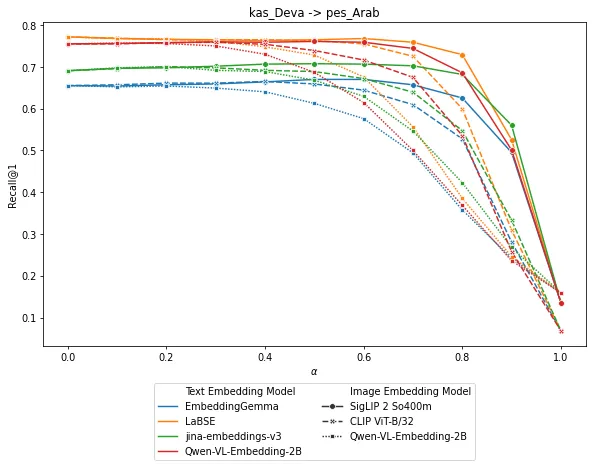 kas_Deva -> pes_Arab
Recall@1
0.8
0.7
0.6
0.5
0.4
0.3
0.2
0.1
0.0 0.2 0.4 0.6 0.8 1.0
α
Text Embedding Model
EmbeddingGemma
LaBSE
jina-embeddings-v3
Qwen-VL-Embedding-2B
Image Embedding Model
SigLIP 2 So400m
CLIP ViT-B/32
Qwen-VL-Embedding-2B